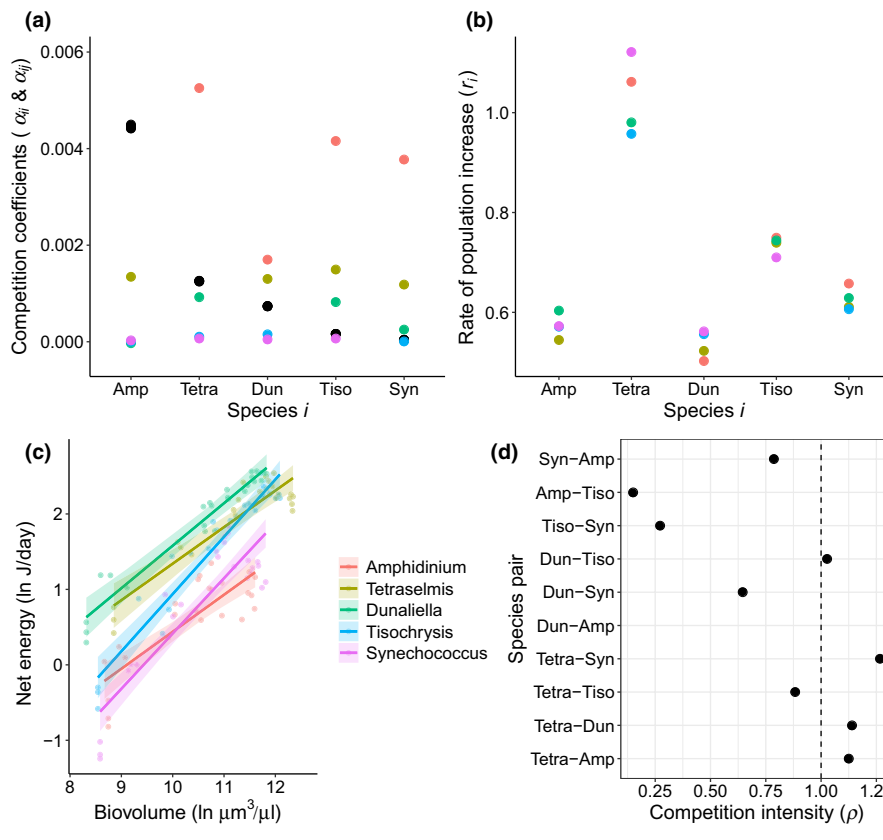 (a)
Competition coefficients ( α_ii & α_ij)
0.006
0.004
0.002
0.000
Amp Tetra Dun Tiso Syn
Species i
(b)
Rate of population increase (r_i)
1.0
0.8
0.6
Amp Tetra Dun Tiso Syn
Species i
(c)
Net energy (ln J/day)
2
1
0
−1
8 9 10 11 12
Biovolume (ln μm³/μl)
Amphidinium
Tetraselmis
Dunaliella
Tisochrysis
Synechococcus
(d)
Species pair
Syn−Amp
Amp−Tiso
Tiso−Syn
Dun−Tiso
Dun−Syn
Dun−Amp
Tetra−Syn
Tetra−Tiso
Tetra−Dun
Tetra−Amp
0.25 0.50 0.75 1.00 1.2
Competition intensity (ρ)